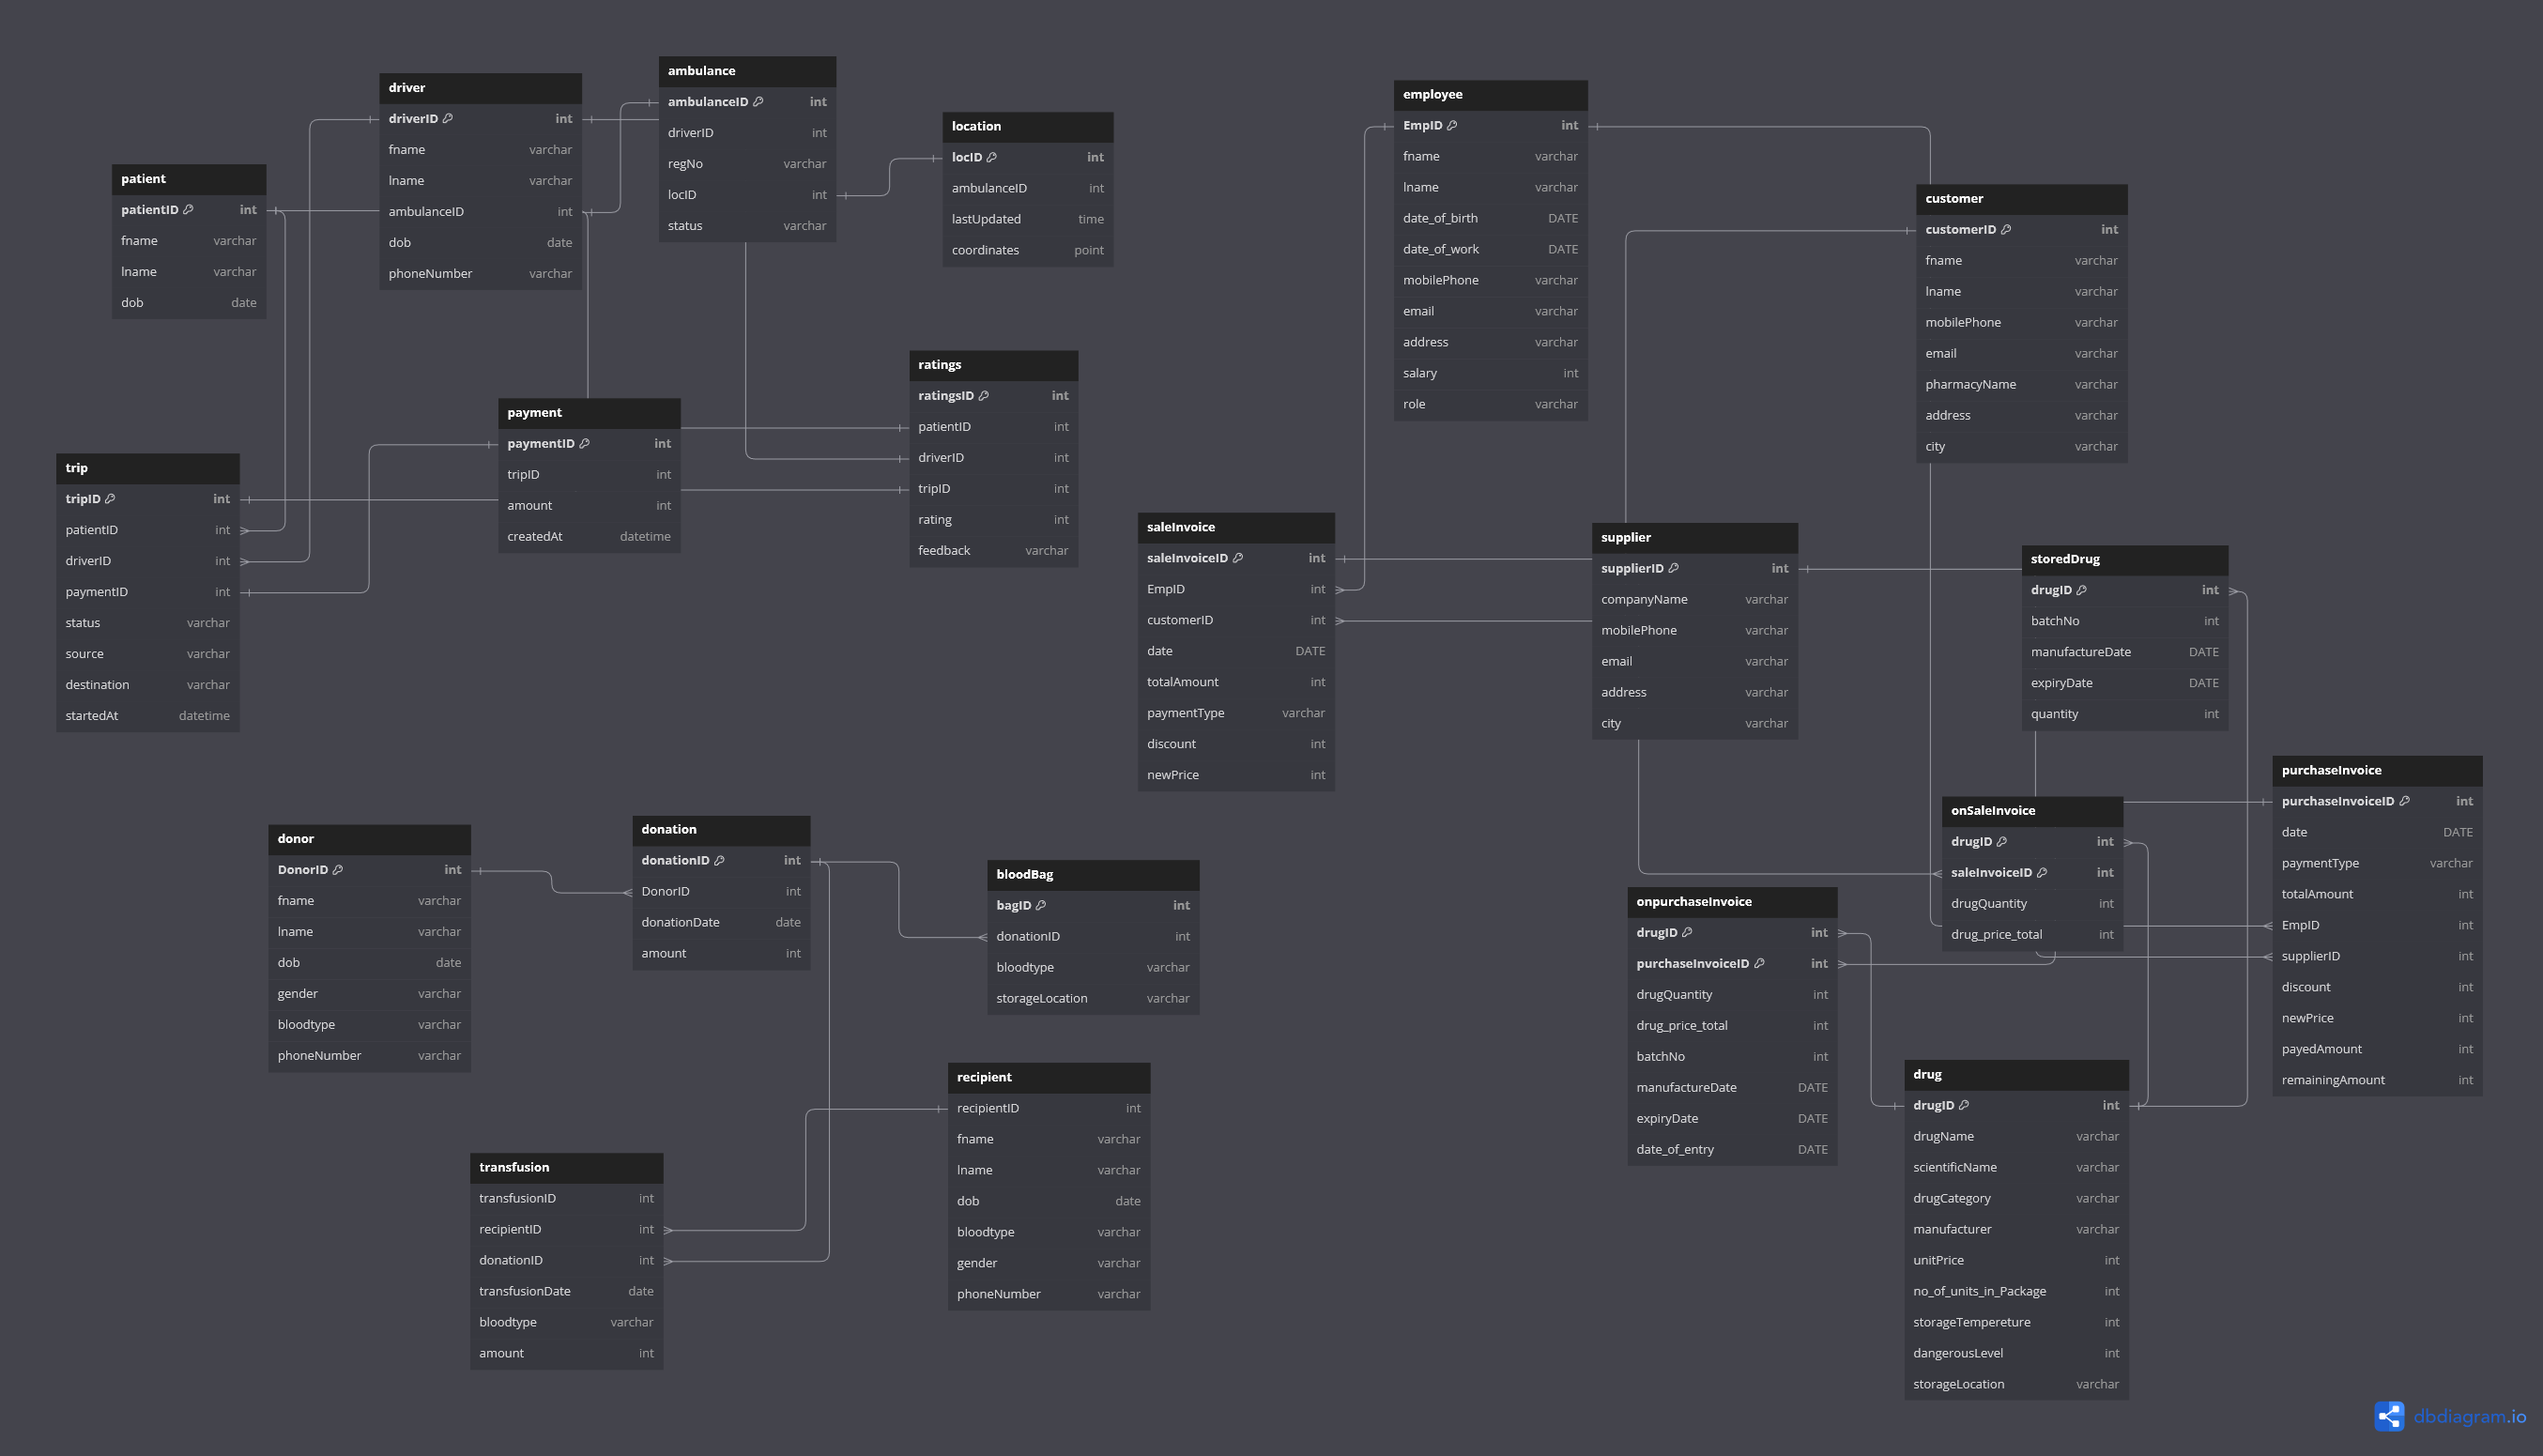 driver
driverID int
fname varchar
lname varchar
ambulanceID int
dob date
phoneNumber varchar
ambulance
ambulanceID int
driverID int
regNo varchar
locID int
status varchar
location
locID int
ambulanceID int
lastUpdated time
coordinates point
patient
patientID int
fname varchar
lname varchar
dob date
ratings
ratingsID int
patientID int
driverID int
tripID int
rating int
feedback varchar
payment
paymentID int
tripID int
amount int
createdAt datetime
trip
tripID int
patientID int
driverID int
paymentID int
status varchar
source varchar
destination varchar
startedAt datetime
employee
EmpID int
fname varchar
lname varchar
date_of_birth DATE
date_of_work DATE
mobilePhone varchar
email varchar
address varchar
salary int
role varchar
customer
customerID int
fname varchar
lname varchar
mobilePhone varchar
email varchar
pharmacyName varchar
address varchar
city varchar
saleInvoice
saleInvoiceID int
EmpID int
customerID int
date DATE
totalAmount int
paymentType varchar
discount int
newPrice int
supplier
supplierID int
companyName varchar
mobilePhone varchar
email varchar
address varchar
city varchar
storedDrug
drugID int
batchNo int
manufactureDate DATE
expiryDate DATE
quantity int
purchaseInvoice
purchaseInvoiceID int
date DATE
paymentType varchar
totalAmount int
EmpID int
supplierID int
discount int
newPrice int
payedAmount int
remainingAmount int
onSaleInvoice
drugID int
saleInvoiceID int
drugQuantity int
drug_price_total int
onpurchaseInvoice
drugID int
purchaseInvoiceID int
drugQuantity int
drug_price_total int
batchNo int
manufactureDate DATE
expiryDate DATE
date_of_entry DATE
drug
drugID int
drugName varchar
scientificName varchar
drugCategory varchar
manufacturer varchar
unitPrice int
no_of_units_in_Package int
storageTempereture int
dangerousLevel int
storageLocation varchar
donor
DonorID int
fname varchar
lname varchar
dob date
gender varchar
bloodtype varchar
phoneNumber varchar
donation
donationID int
DonorID int
donationDate date
amount int
bloodBag
bagID int
donationID int
bloodtype varchar
storageLocation varchar
recipient
recipientID int
fname varchar
lname varchar
dob date
bloodtype varchar
gender varchar
phoneNumber varchar
transfusion
transfusionID int
recipientID int
donationID int
transfusionDate date
bloodtype varchar
amount int
dbdiagram.io